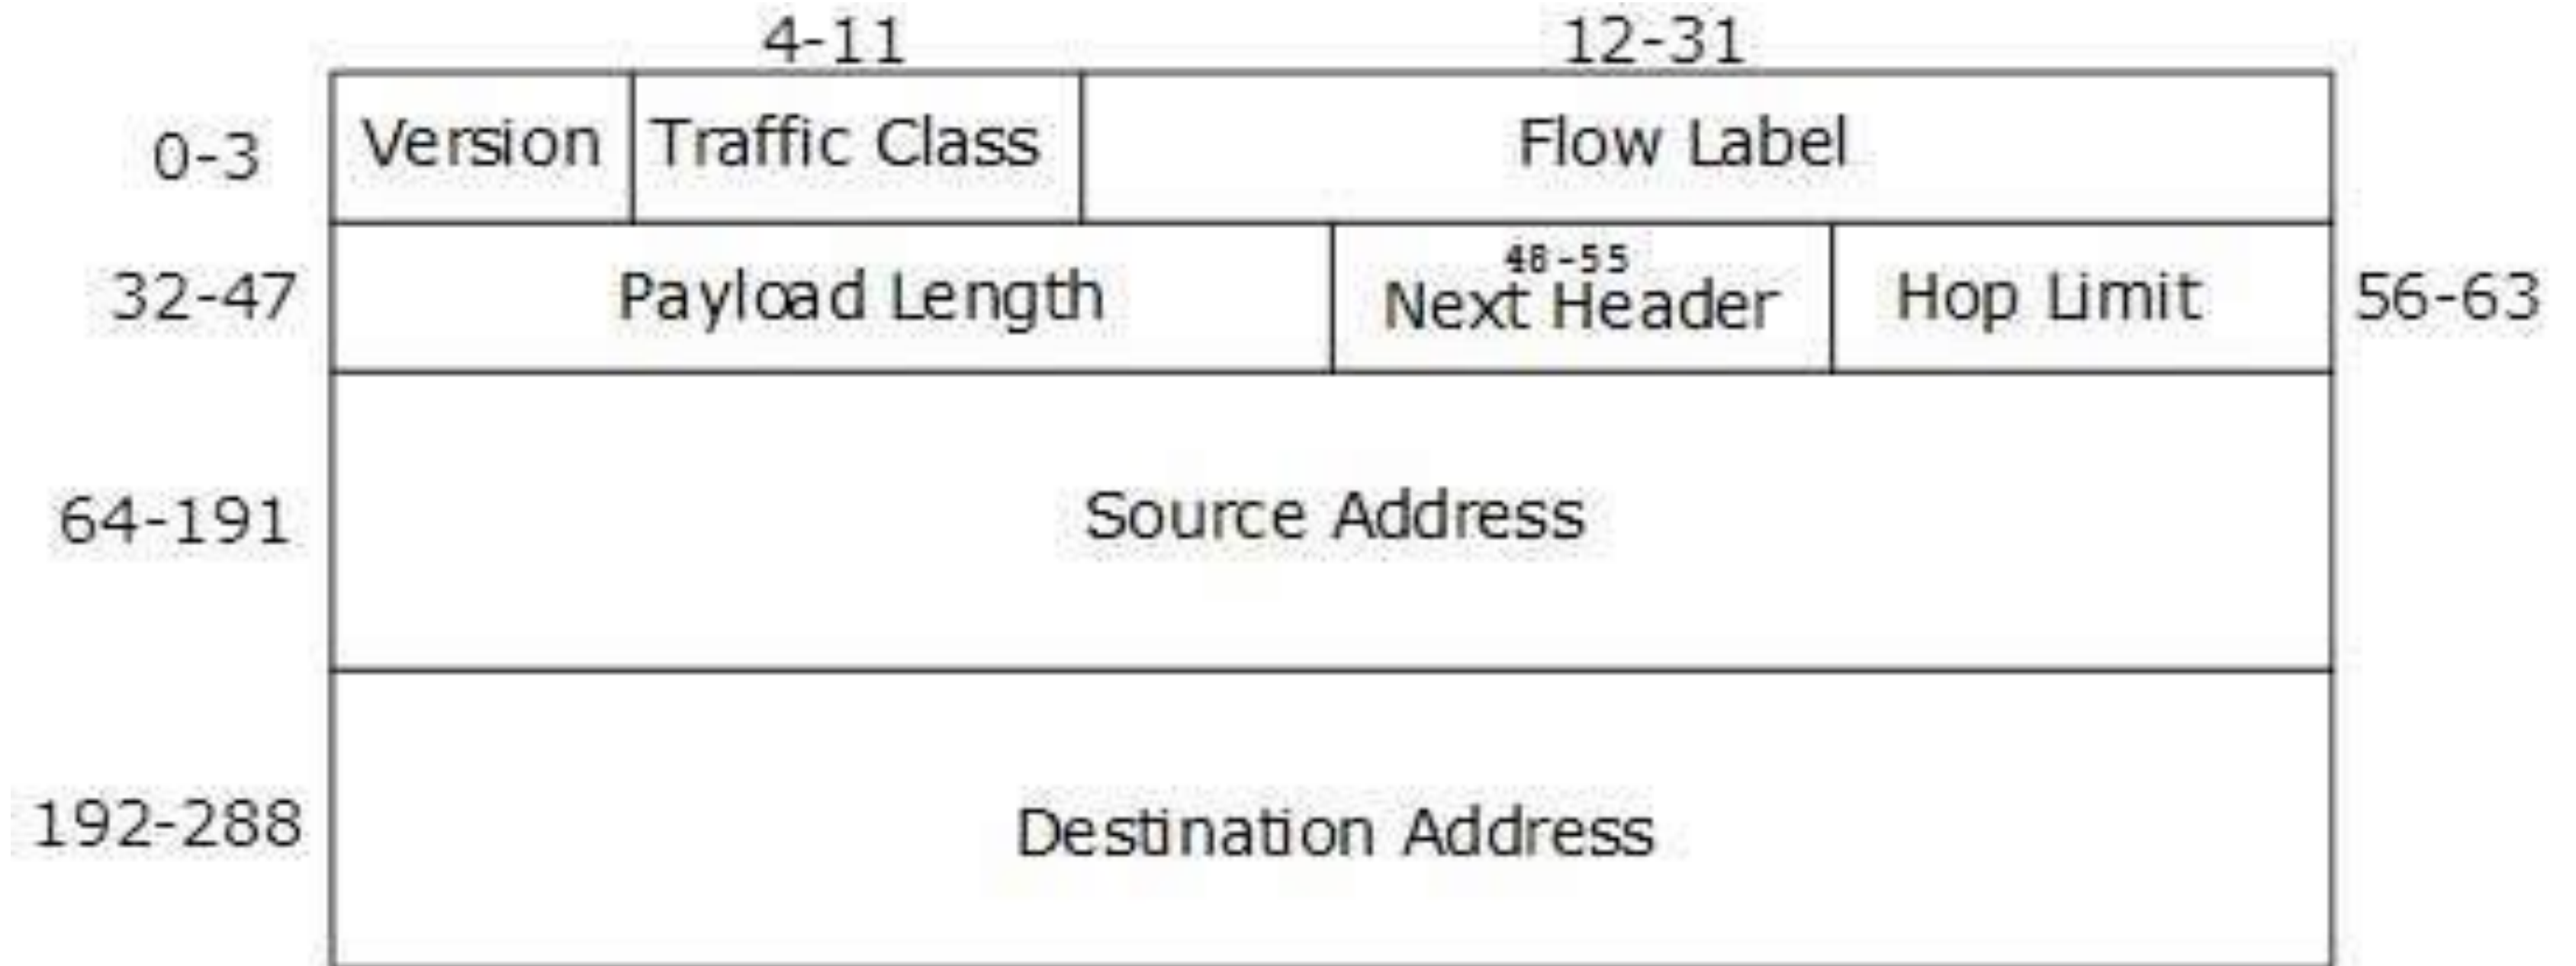 4-11 12-31
0-3 Version Traffic Class Flow Label
48-55
32-47 Payload Length Next Header Hop Limit 56-63
64-191 Source Address
192-288 Destination Address